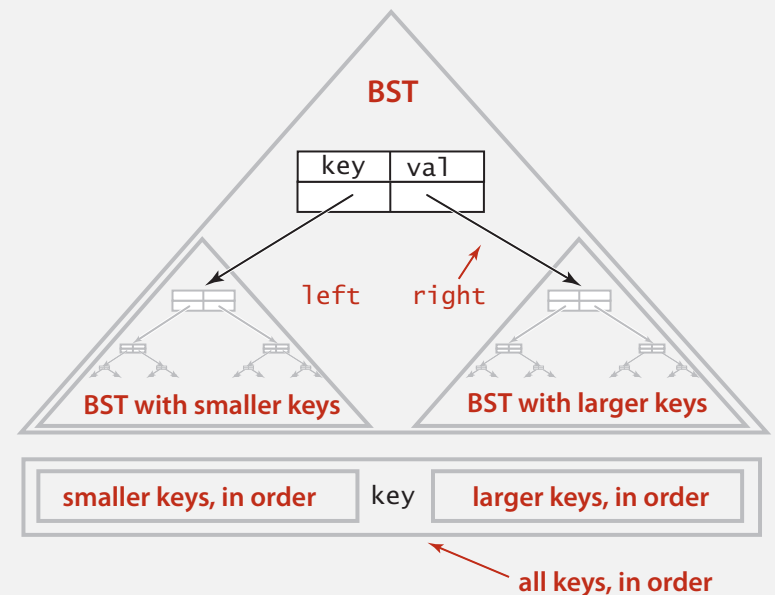 BST
key val
left right
BST with smaller keys BST with larger keys
smaller keys, in order key larger keys, in order
all keys, in order